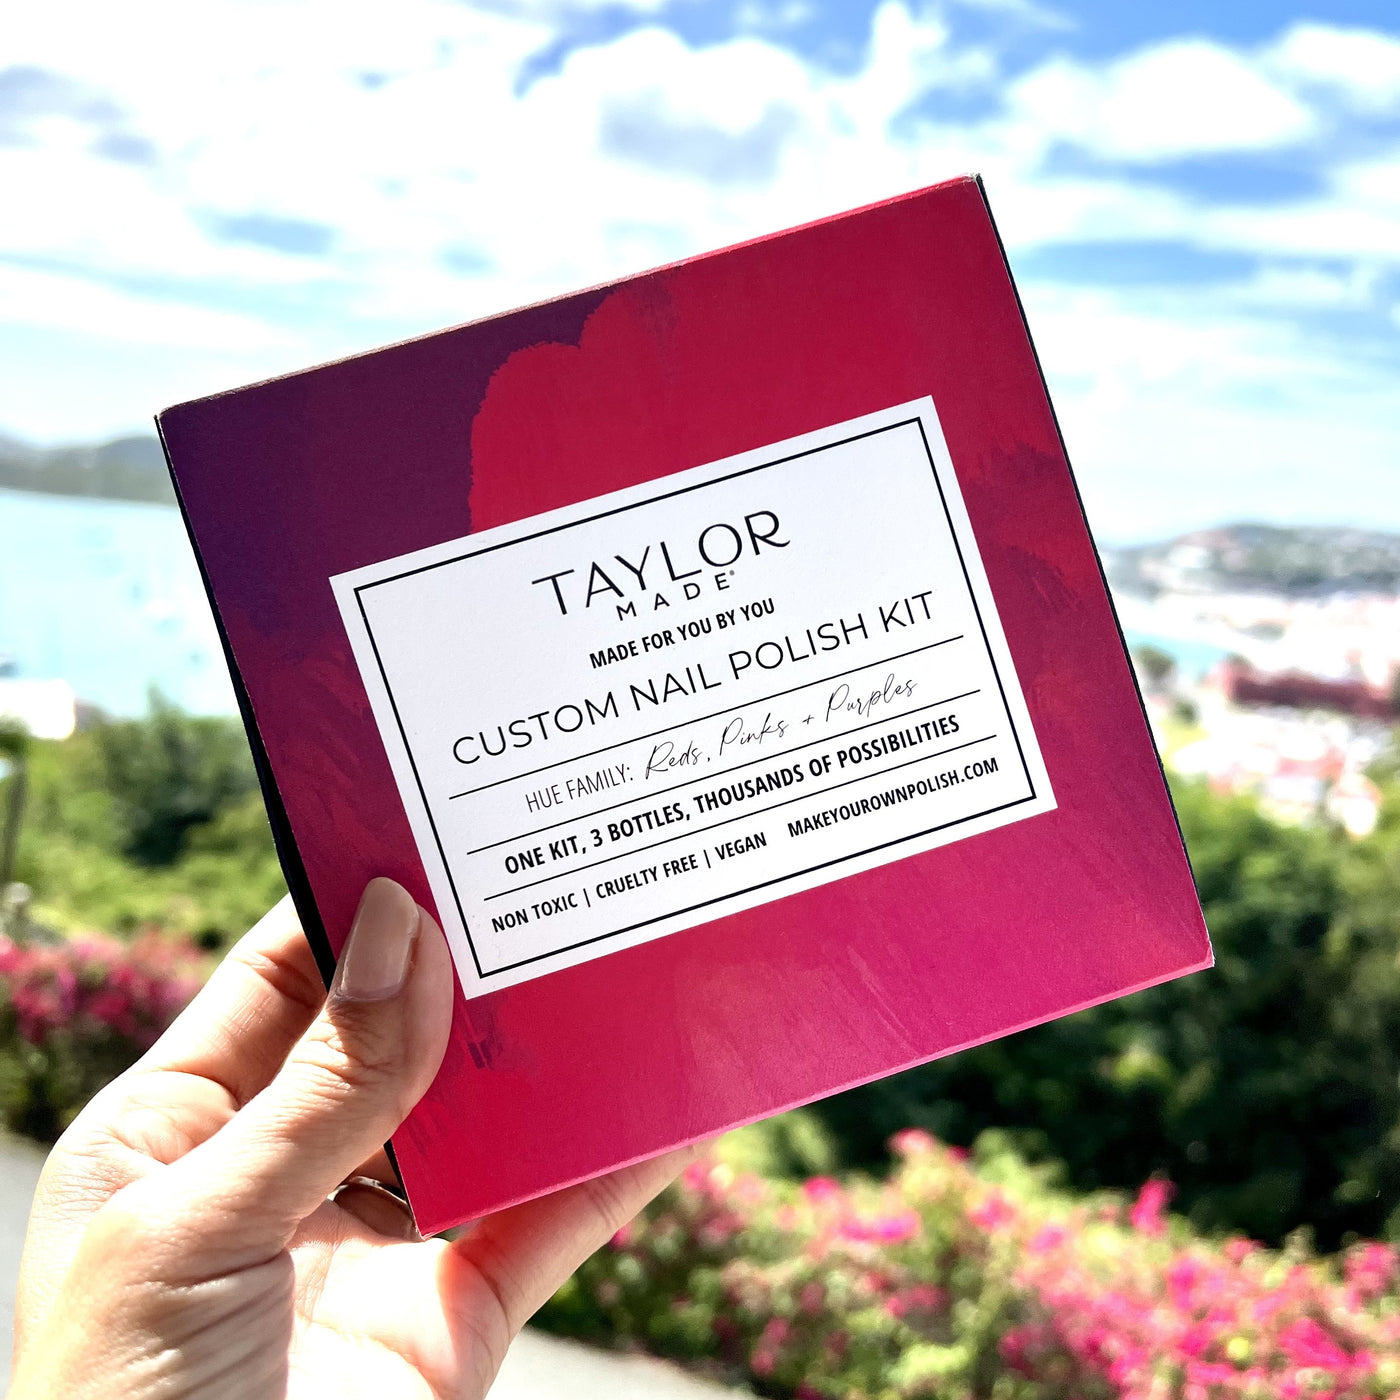 TAYLOR
MADE®
MADE FOR YOU BY YOU
CUSTOM NAIL POLISH KIT
HUE FAMILY: Reds, Pinks + Purples
ONE KIT, 3 BOTTLES, THOUSANDS OF POSSIBILITIES
NON TOXIC | CRUELTY FREE | VEGAN MAKEYOUROWNPOLISH.COM